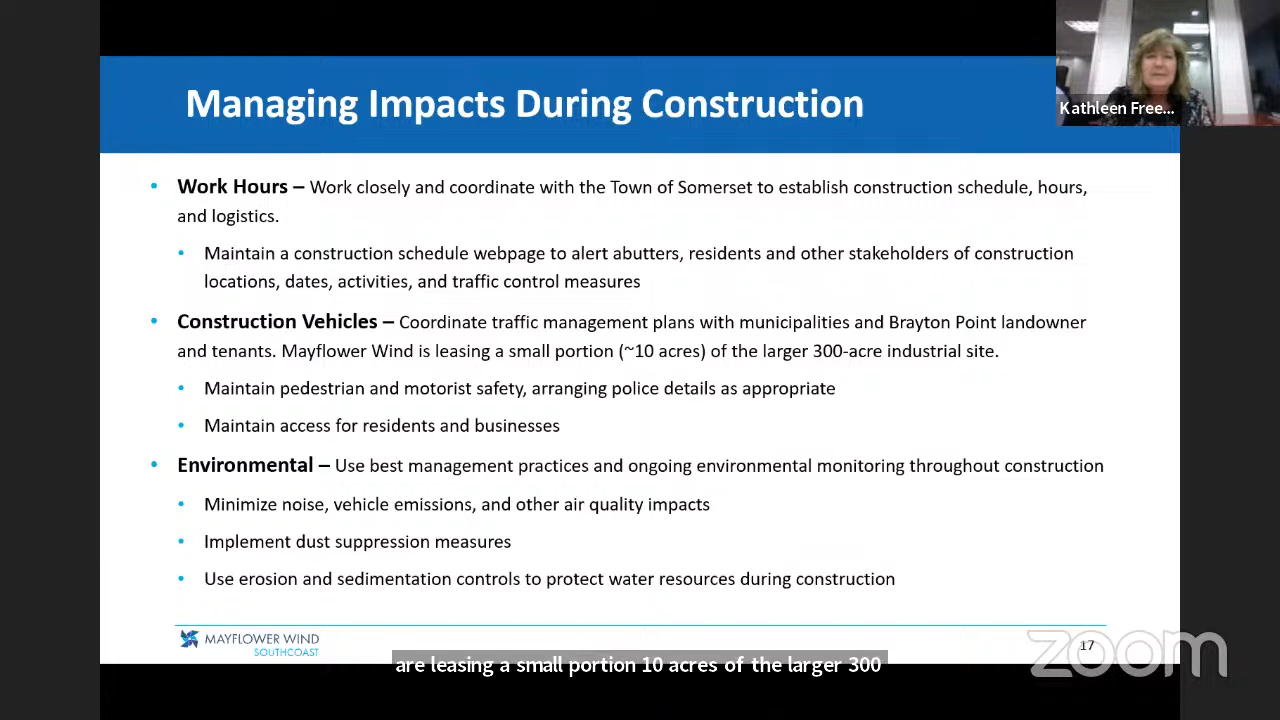 Managing Impacts During Construction
Kathleen Free...
• Work Hours – Work closely and coordinate with the Town of Somerset to establish construction schedule, hours,
and logistics.
• Maintain a construction schedule webpage to alert abutters, residents and other stakeholders of construction
locations, dates, activities, and traffic control measures
• Construction Vehicles – Coordinate traffic management plans with municipalities and Brayton Point landowner
and tenants. Mayflower Wind is leasing a small portion (~10 acres) of the larger 300-acre industrial site.
• Maintain pedestrian and motorist safety, arranging police details as appropriate
• Maintain access for residents and businesses
• Environmental – Use best management practices and ongoing environmental monitoring throughout construction
• Minimize noise, vehicle emissions, and other air quality impacts
• Implement dust suppression measures
• Use erosion and sedimentation controls to protect water resources during construction
MAYFLOWER WIND
SOUTHCOAST
17
zoom
are leasing a small portion 10 acres of the larger 300